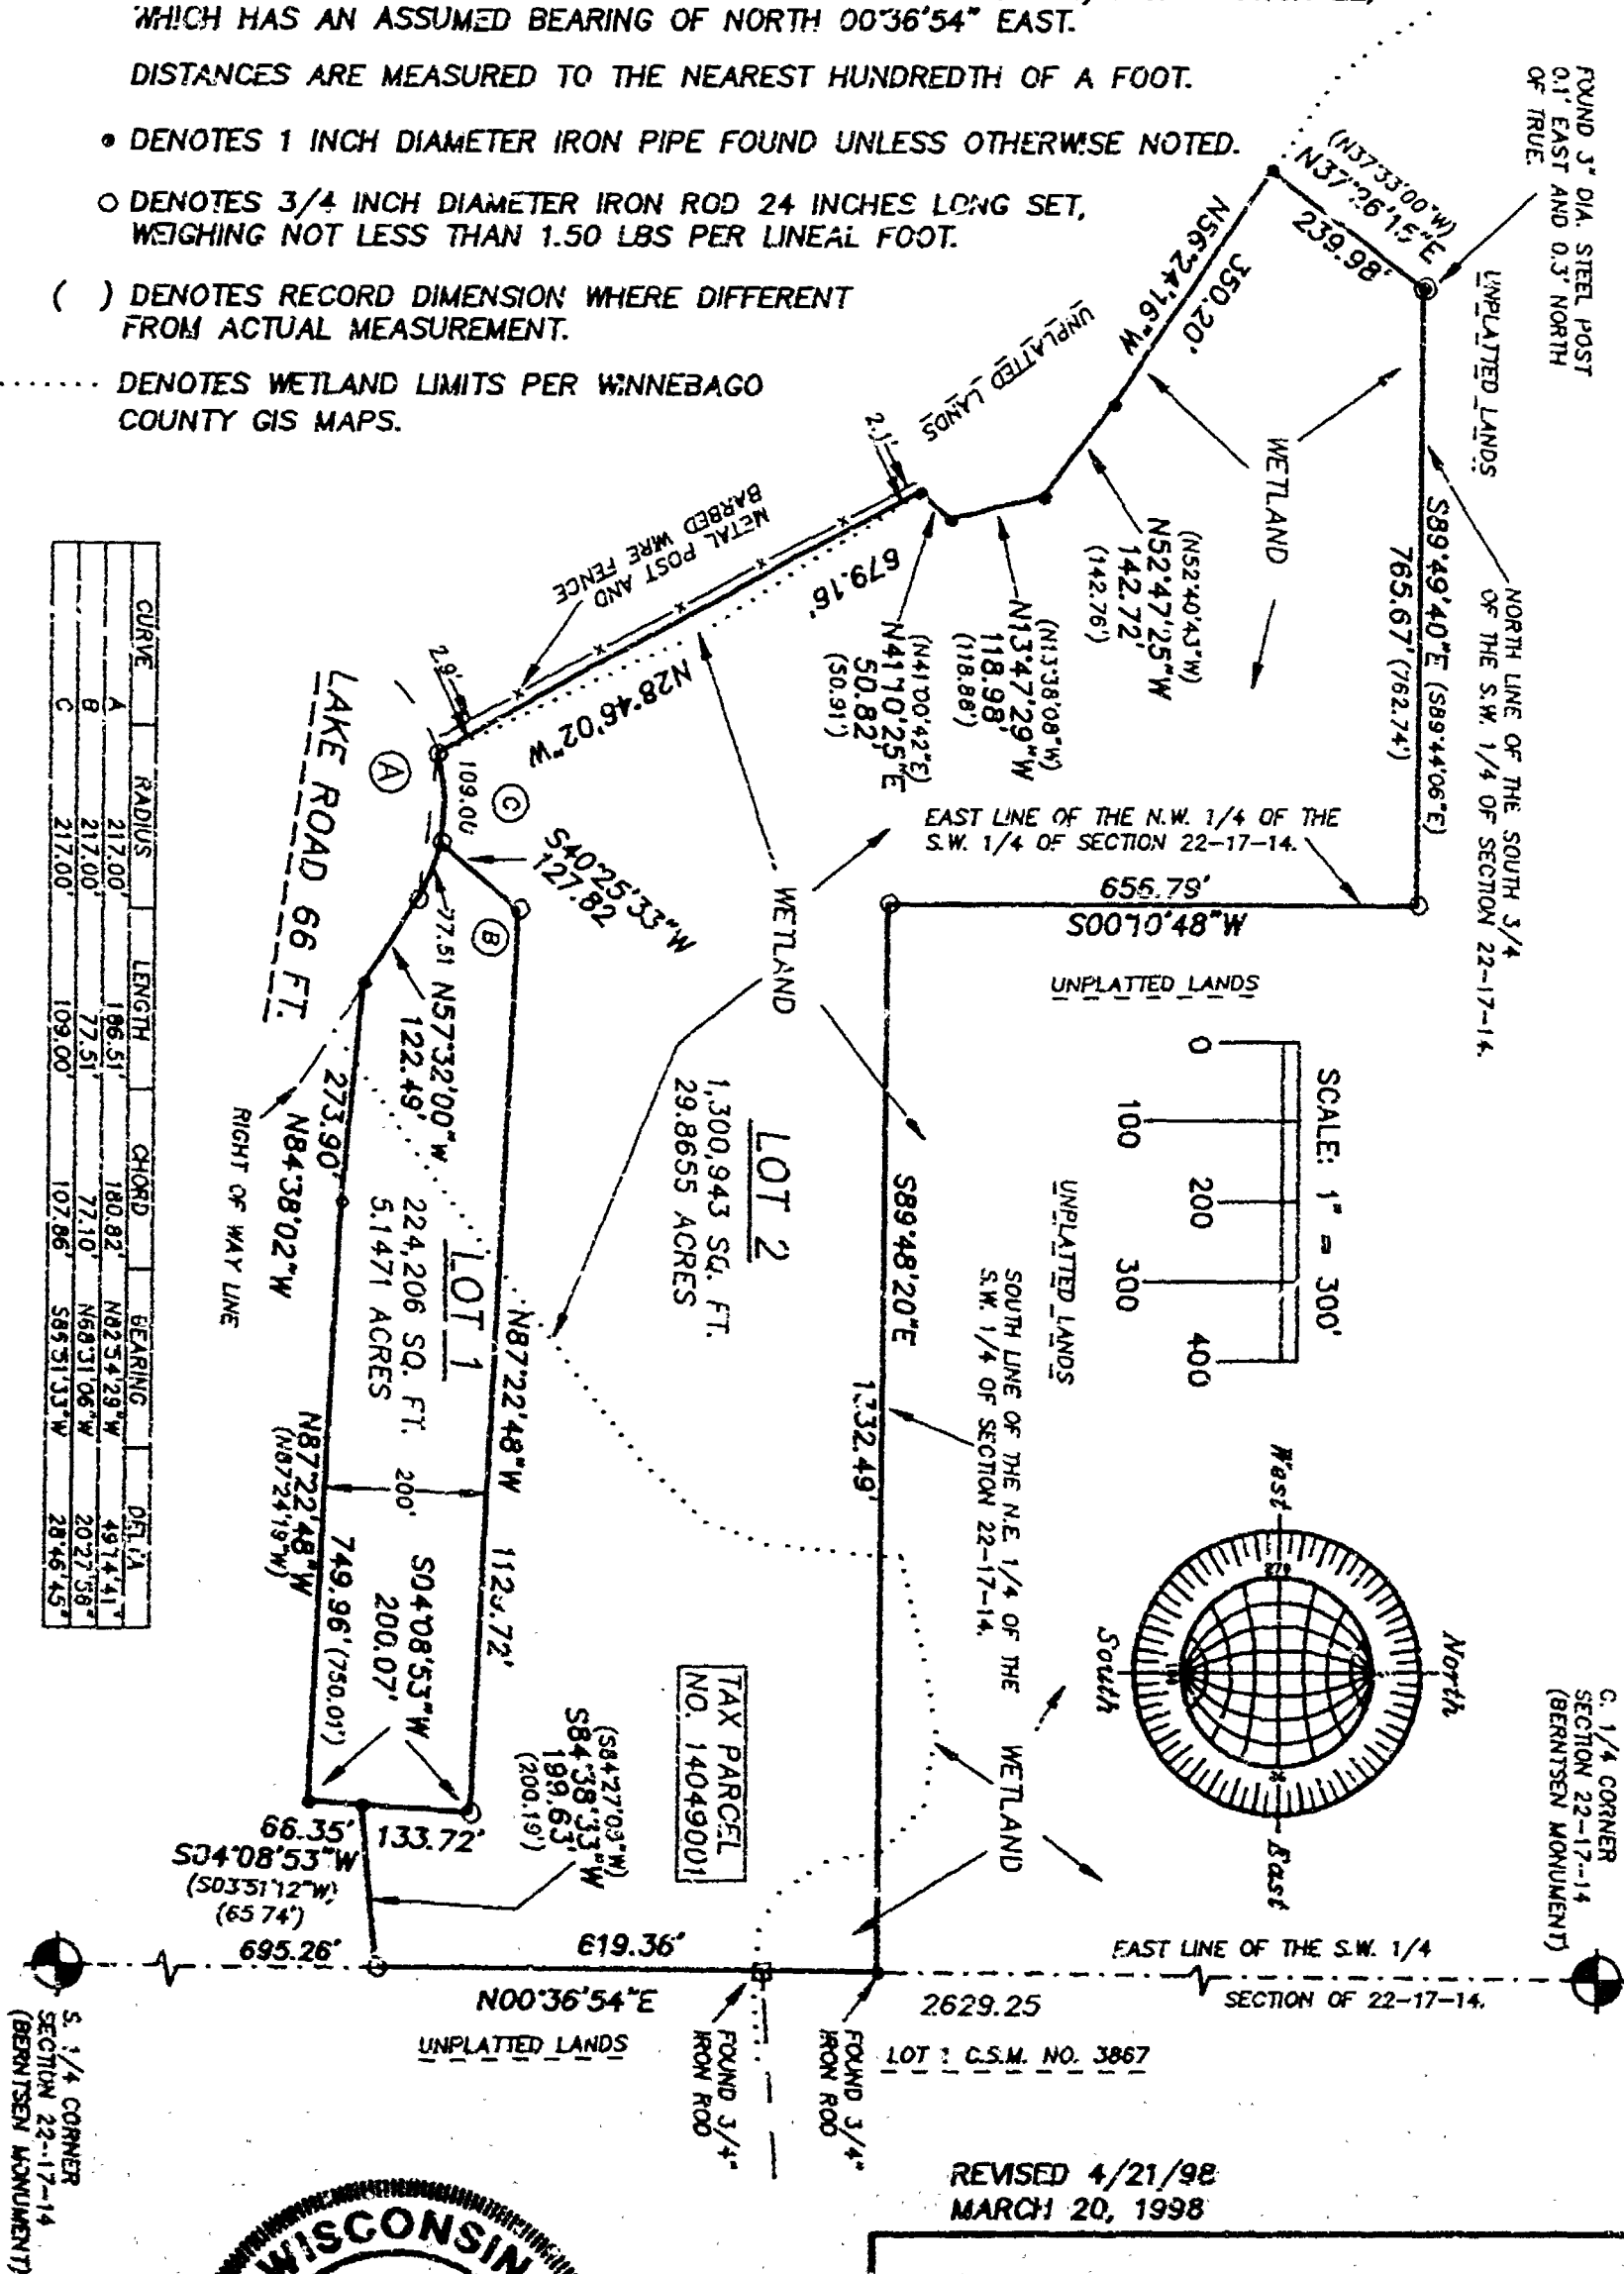 WHICH HAS AN ASSUMED BEARING OF NORTH 00°36'54" EAST.
DISTANCES ARE MEASURED TO THE NEAREST HUNDREDTH OF A FOOT.
• DENOTES 1 INCH DIAMETER IRON PIPE FOUND UNLESS OTHERWISE NOTED.
○ DENOTES 3/4 INCH DIAMETER IRON ROD 24 INCHES LONG SET,
WEIGHING NOT LESS THAN 1.50 LBS PER LINEAL FOOT.
( ) DENOTES RECORD DIMENSION WHERE DIFFERENT
FROM ACTUAL MEASUREMENT.
........ DENOTES WETLAND LIMITS PER WINNEBAGO
COUNTY GIS MAPS.
FOUND 3" DIA. STEEL POST
0.1' EAST AND 0.3' NORTH
OF TRUE.
(N37°33'00"W)
N37°26'15"E
239.98'
UNPLATTED LANDS
N56°24'16"W
350.20'
UNPLATTED LANDS
WETLAND
S89°49'40"E (S89°44'06"E)
765.67' (762.74')
NORTH LINE OF THE SOUTH 3/4
OF THE S.W. 1/4 OF SECTION 22-17-14.
(N52°40'43"W)
N52°47'25"W
142.72'
(142.76')
(N13°38'08"W)
N13°47'29"W
118.98'
(118.88')
(N41°00'42"E)
N41°10'25"E
50.82'
(50.91')
2.1'
METAL POST AND
BARBED WIRE FENCE
679.16'
N28°46'02"W
2.9'
EAST LINE OF THE N.W. 1/4 OF THE
S.W. 1/4 OF SECTION 22-17-14.
656.79'
S00°10'48"W
UNPLATTED LANDS
LAKE ROAD 66 FT.
A
109.00
C
S40°25'33"W
127.82
B
77.51
N57°32'00"W
122.49'
WETLAND
273.90'
N84°38'02"W
RIGHT OF WAY LINE
LOT 2
1,300,943 SQ. FT.
29.8655 ACRES
LOT 1
224,206 SQ. FT.
5.1471 ACRES
N87°22'48"W
112 .72'
200'
N87°22'48"W
(N87°24'19"W)
749.96' (750.01')
S04°08'53"W
200.07'
S89°48'20"E
1332.49'
SOUTH LINE OF THE N.E. 1/4 OF THE
S.W. 1/4 OF SECTION 22-17-14.
UNPLATTED LANDS
SCALE: 1" = 300'
0 100 200 300 400
North
West
East
South
270
C. 1/4 CORNER
SECTION 22-17-14
(BERNTSEN MONUMENT)
WETLAND
TAX PARCEL
NO. 14049001
(S84°27'03"W)
S84°38'33"W
199.63'
(200.19')
66.35'
133.72'
S04°08'53"W
(S03°51'12"W)
(65 74')
695.26'
619.36'
N00°36'54"E
UNPLATTED LANDS
FOUND 3/4"
IRON ROD
FOUND 3/4"
IRON ROD
EAST LINE OF THE S.W. 1/4
SECTION OF 22-17-14.
2629.25
LOT 1 C.S.M. NO. 3867
S. 1/4 CORNER
SECTION 22-17-14
(BERNTSEN MONUMENT)
CURVE RADIUS LENGTH CHORD BEARING DELTA
A 217.00' 186.51' 180.82' N82°54'29"W 49°14'41"
B 217.00' 77.51' 77.10' N68°31'06"W 20°27'58"
C 217.00' 109.00' 107.86' 28°46'45"
REVISED 4/21/98
MARCH 20, 1998
WISCONSIN